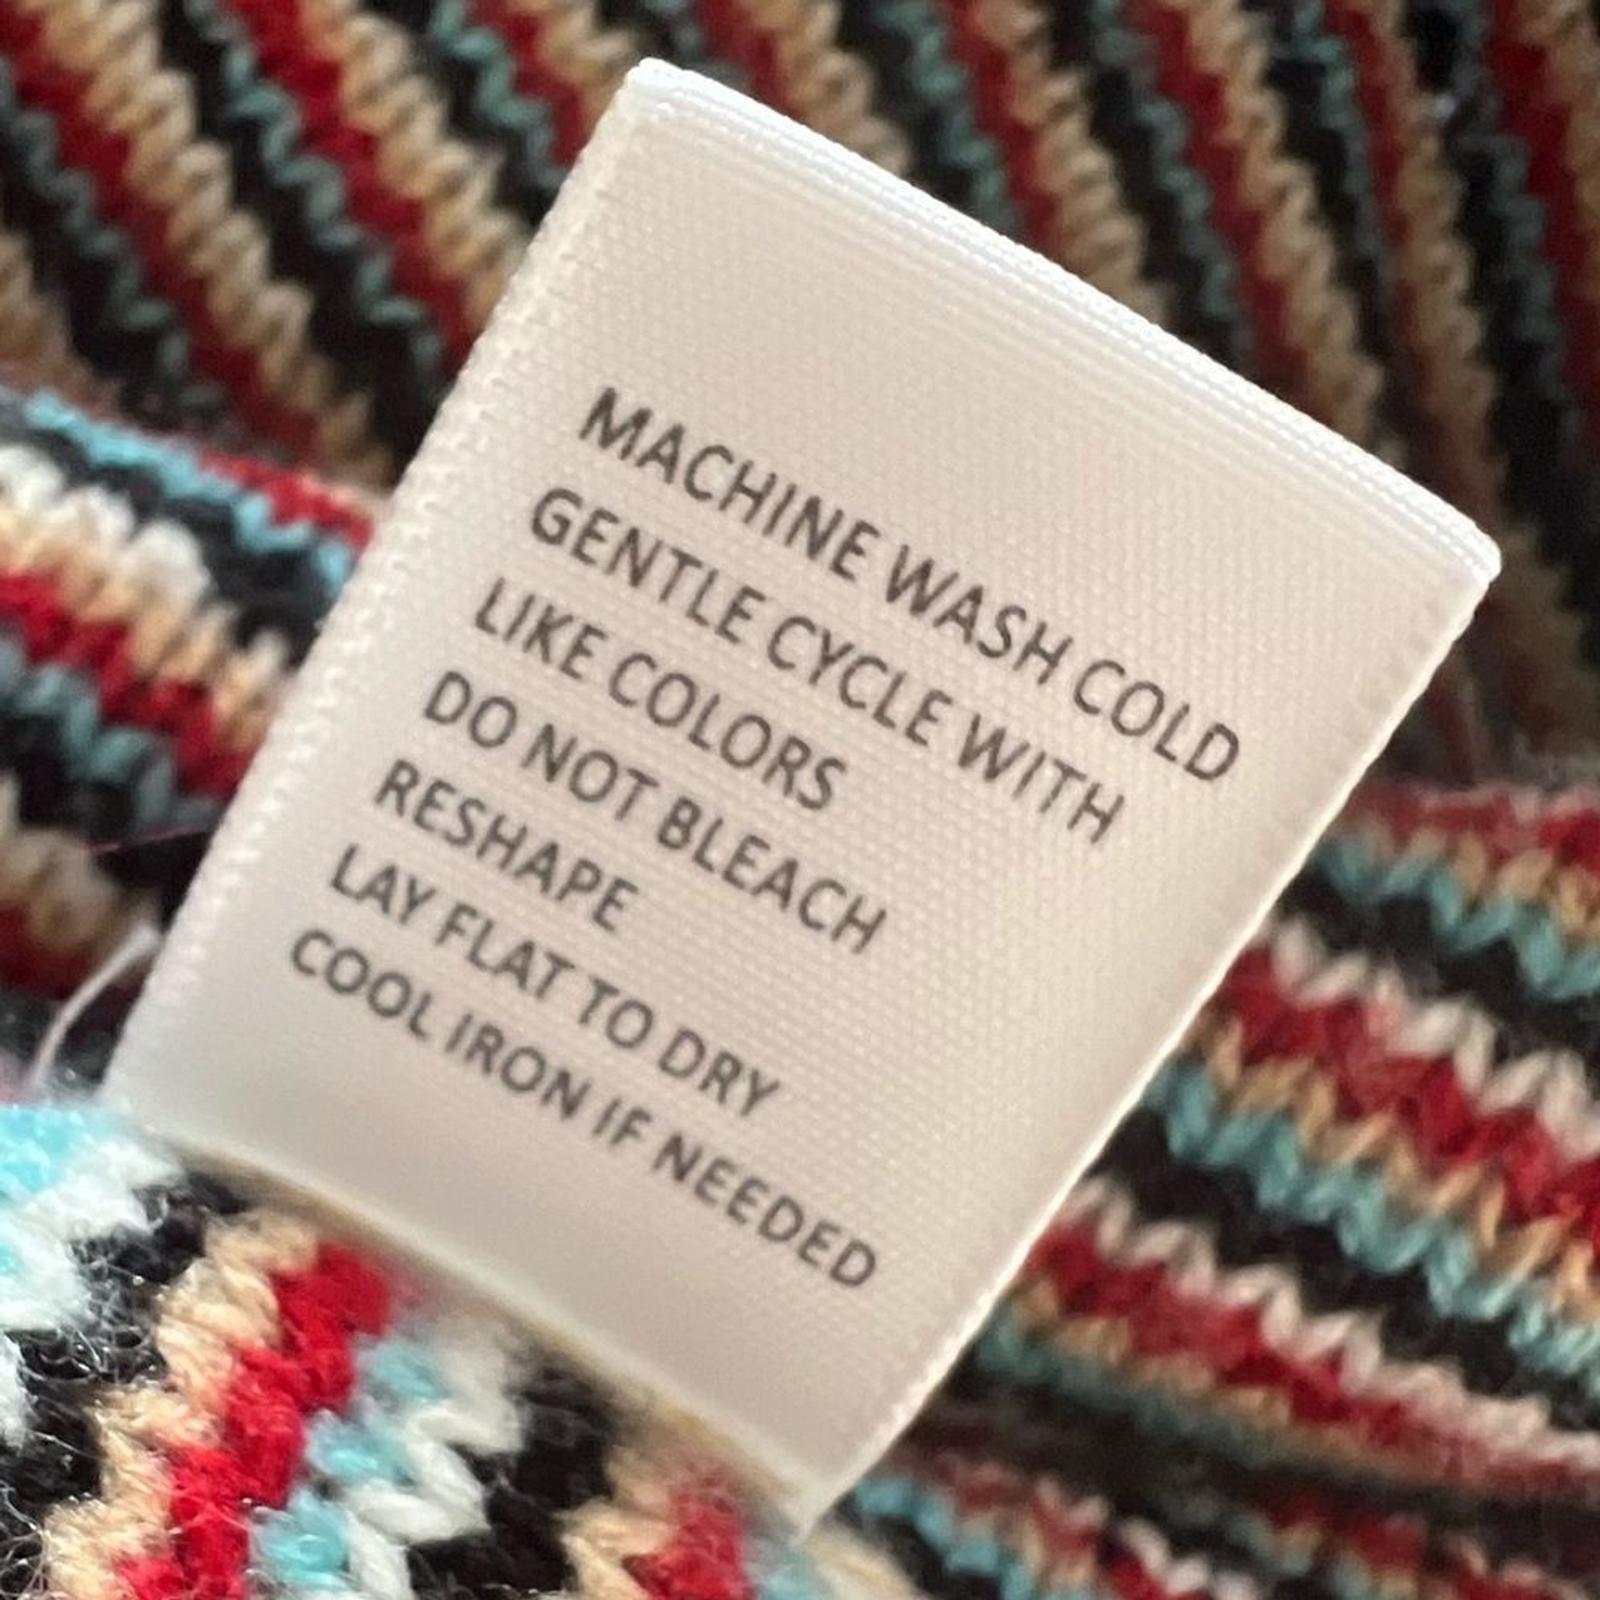 MACHINE WASH COLD
GENTLE CYCLE WITH
LIKE COLORS
DO NOT BLEACH
RESHAPE
LAY FLAT TO DRY
COOL IRON IF NEEDED